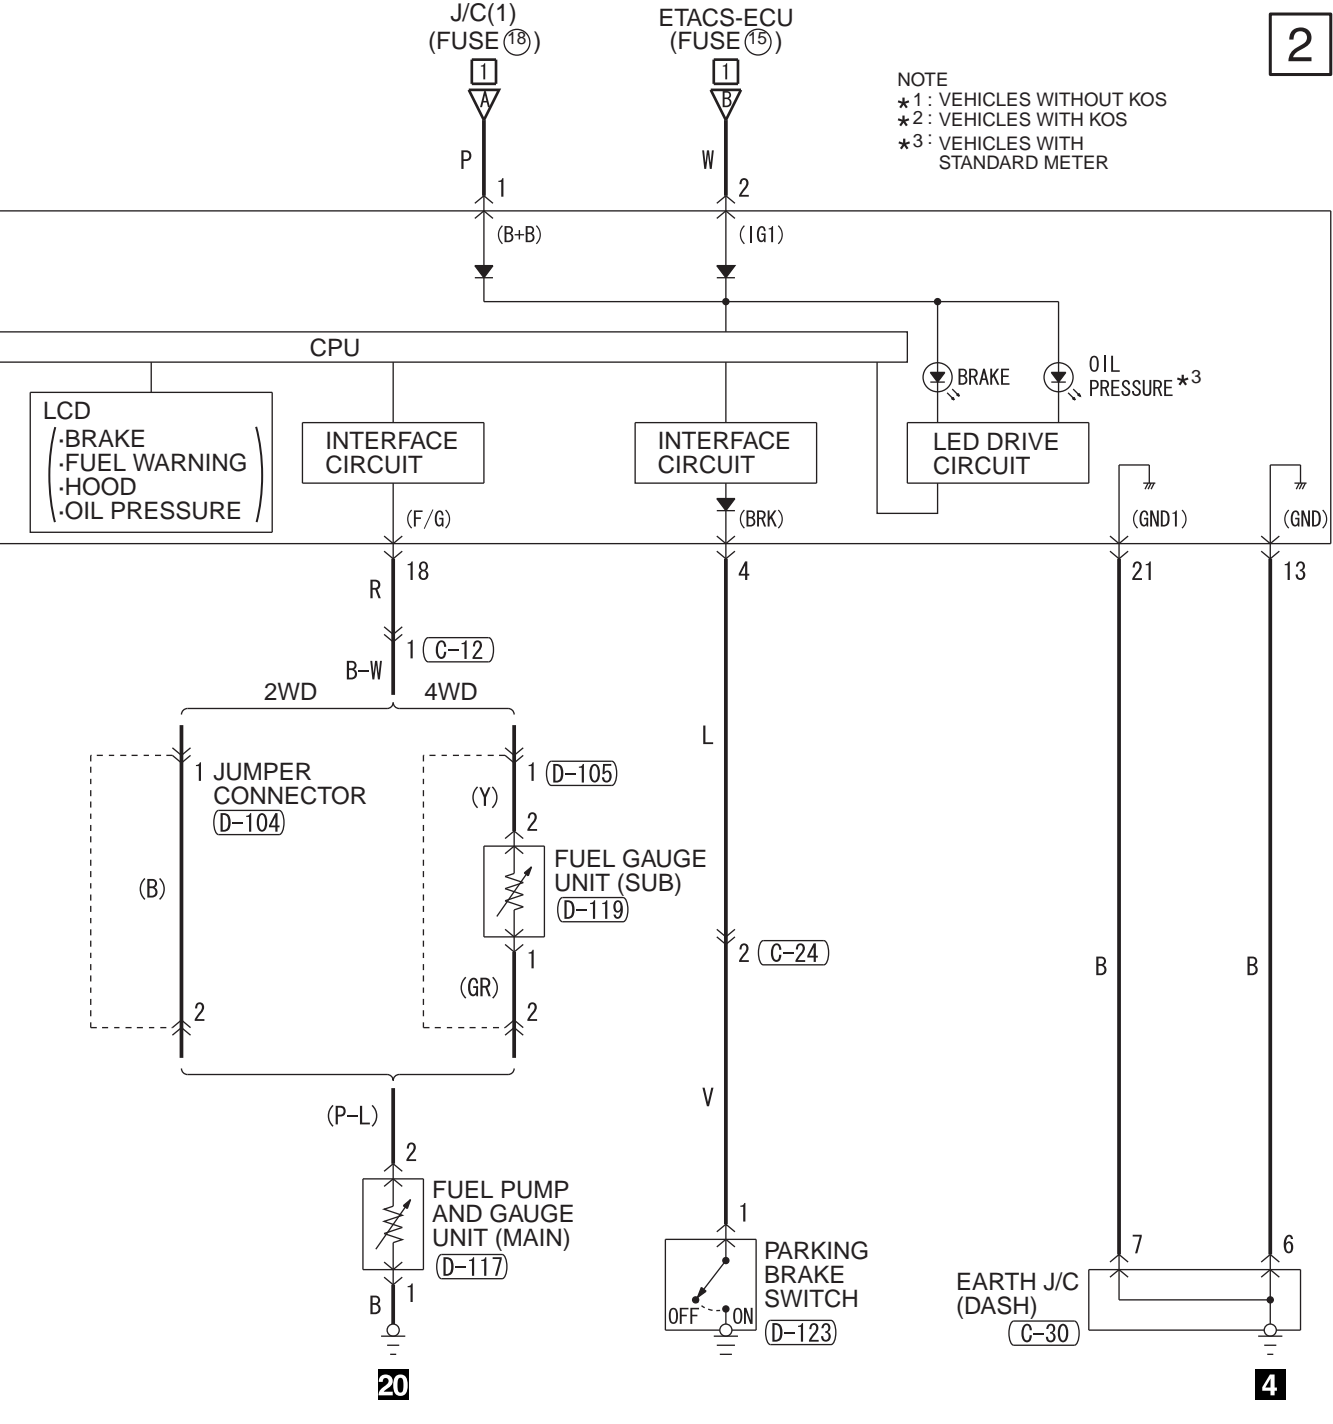 J/C(1)
(FUSE 18)
1
A
P
1
ETACS-ECU
(FUSE 15)
1
B
W
2
2
NOTE
*1 : VEHICLES WITHOUT KOS
*2 : VEHICLES WITH KOS
*3 : VEHICLES WITH
STANDARD METER
(B+B)
(IG1)
CPU
LCD
·BRAKE
·FUEL WARNING
·HOOD
·OIL PRESSURE
INTERFACE
CIRCUIT
(F/G)
INTERFACE
CIRCUIT
(BRK)
BRAKE
OIL
PRESSURE *3
LED DRIVE
CIRCUIT
(GND1)
(GND)
18
4
21
13
R
1 C-12
B-W
2WD
4WD
1 JUMPER
CONNECTOR
D-104
(B)
2
1 D-105
(Y)
2
FUEL GAUGE
UNIT (SUB)
D-119
1
(GR)
2
L
2 C-24
V
B
B
(P-L)
2
FUEL PUMP
AND GAUGE
UNIT (MAIN)
D-117
1
B
20
1
PARKING
BRAKE
SWITCH
OFF
ON
D-123
7
6
EARTH J/C
(DASH)
C-30
4